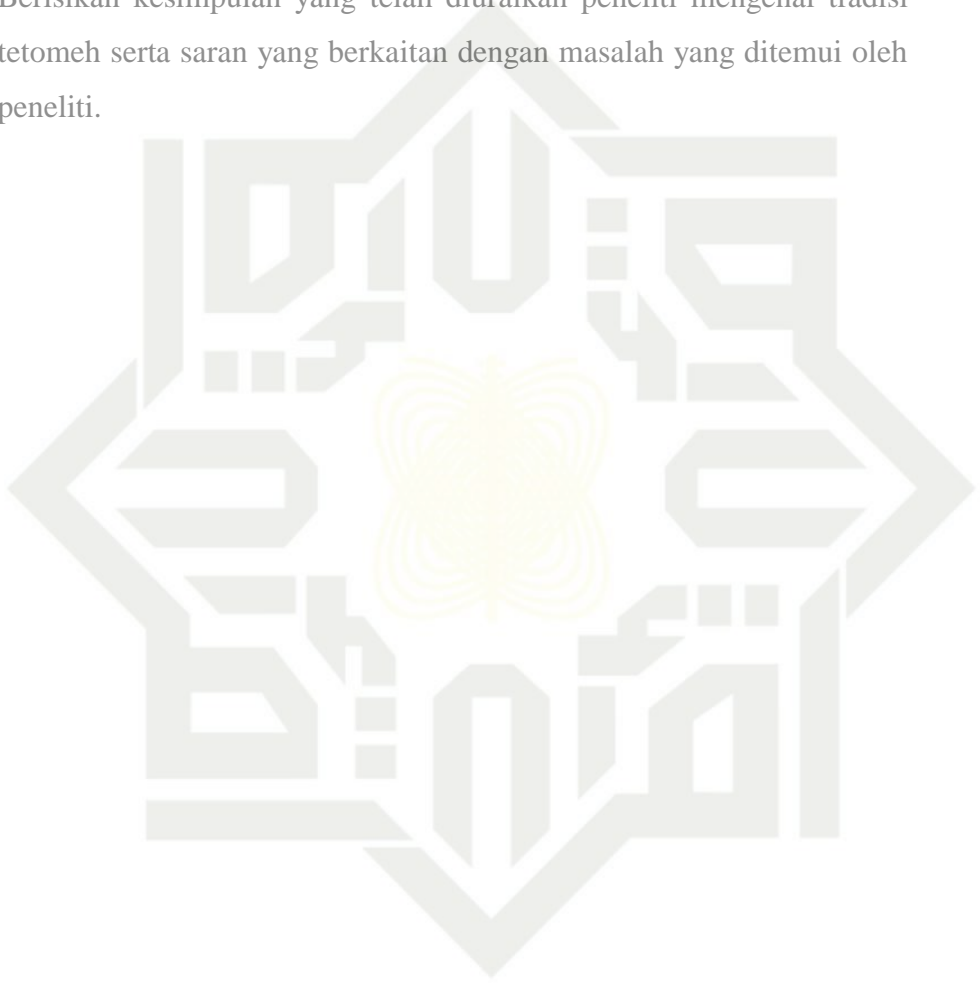 Berisikan kesimpulan yang telah diuraikan peneliti mengenai tradisi
tetomeh serta saran yang berkaitan dengan masalah yang ditemui oleh
peneliti.